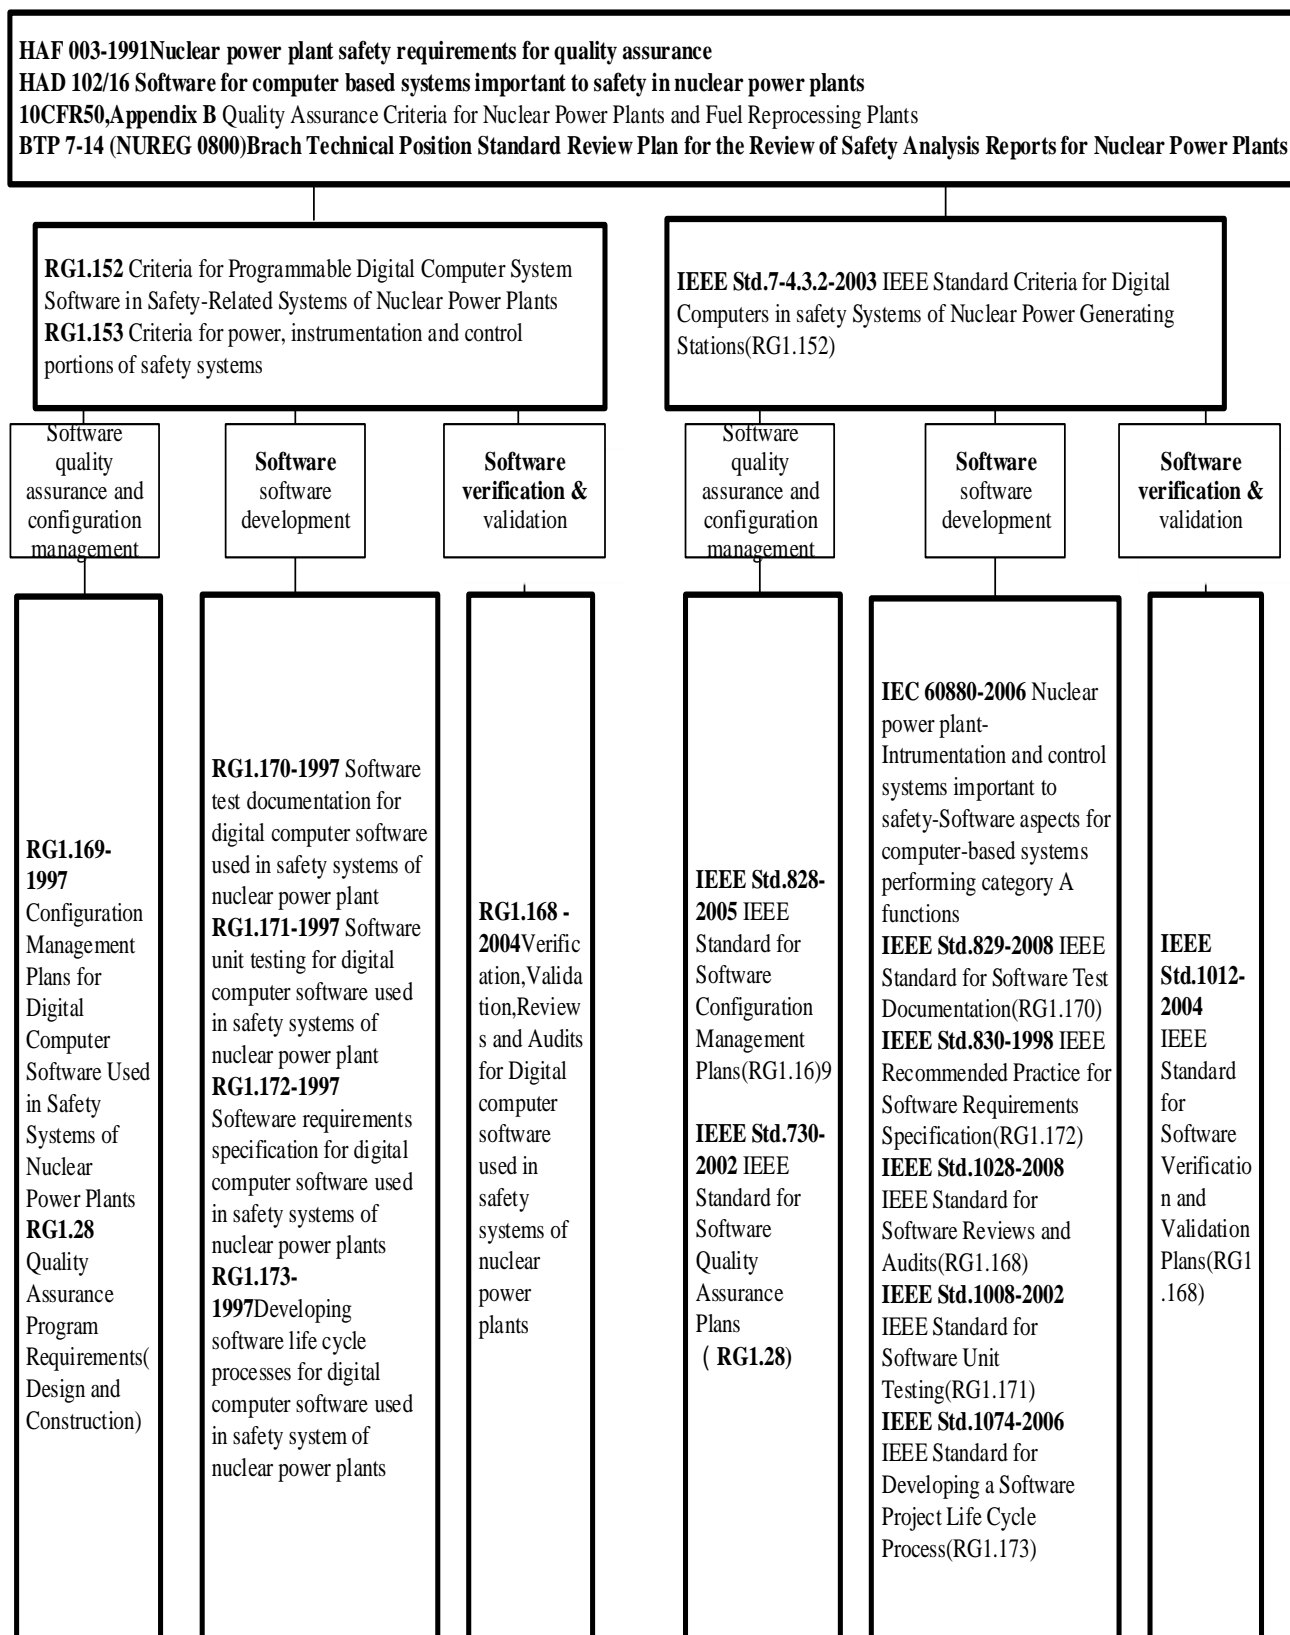 HAF 003-1991Nuclear power plant safety requirements for quality assurance
HAD 102/16 Software for computer based systems important to safety in nuclear power plants
10CFR50,Appendix B Quality Assurance Criteria for Nuclear Power Plants and Fuel Reprocessing Plants
BTP 7-14 (NUREG 0800)Brach Technical Position Standard Review Plan for the Review of Safety Analysis Reports for Nuclear Power Plants
RG1.152 Criteria for Programmable Digital Computer System
Software in Safety-Related Systems of Nuclear Power Plants
RG1.153 Criteria for power, instrumentation and control
portions of safety systems
IEEE Std.7-4.3.2-2003 IEEE Standard Criteria for Digital
Computers in safety Systems of Nuclear Power Generating
Stations(RG1.152)
Software
quality
assurance and
configuration
management
Software
software
development
Software
verification &
validation
Software
quality
assurance and
configuration
management
Software
software
development
Software
verification &
validation
RG1.169-
1997
Configuration
Management
Plans for
Digital
Computer
Software Used
in Safety
Systems of
Nuclear
Power Plants
RG1.28
Quality
Assurance
Program
Requirements(
Design and
Construction)
RG1.170-1997 Software
test documentation for
digital computer software
used in safety systems of
nuclear power plant
RG1.171-1997 Software
unit testing for digital
computer software used
in safety systems of
nuclear power plant
RG1.172-1997
Softeware requirements
specification for digital
computer software used
in safety systems of
nuclear power plants
RG1.173-
1997Developing
software life cycle
processes for digital
computer software used
in safety system of
nuclear power plants
RG1.168 -
2004Verific
ation,Valida
tion,Review
s and Audits
for Digital
computer
software
used in
safety
systems of
nuclear
power
plants
IEEE Std.828-
2005 IEEE
Standard for
Software
Configuration
Management
Plans(RG1.16)9
IEEE Std.730-
2002 IEEE
Standard for
Software
Quality
Assurance
Plans
( RG1.28)
IEC 60880-2006 Nuclear
power plant-
Intrumentation and control
systems important to
safety-Software aspects for
computer-based systems
performing category A
functions
IEEE Std.829-2008 IEEE
Standard for Software Test
Documentation(RG1.170)
IEEE Std.830-1998 IEEE
Recommended Practice for
Software Requirements
Specification(RG1.172)
IEEE Std.1028-2008
IEEE Standard for
Software Reviews and
Audits(RG1.168)
IEEE Std.1008-2002
IEEE Standard for
Software Unit
Testing(RG1.171)
IEEE Std.1074-2006
IEEE Standard for
Developing a Software
Project Life Cycle
Process(RG1.173)
IEEE
Std.1012-
2004
IEEE
Standard
for
Software
Verificatio
n and
Validation
Plans(RG1
.168)